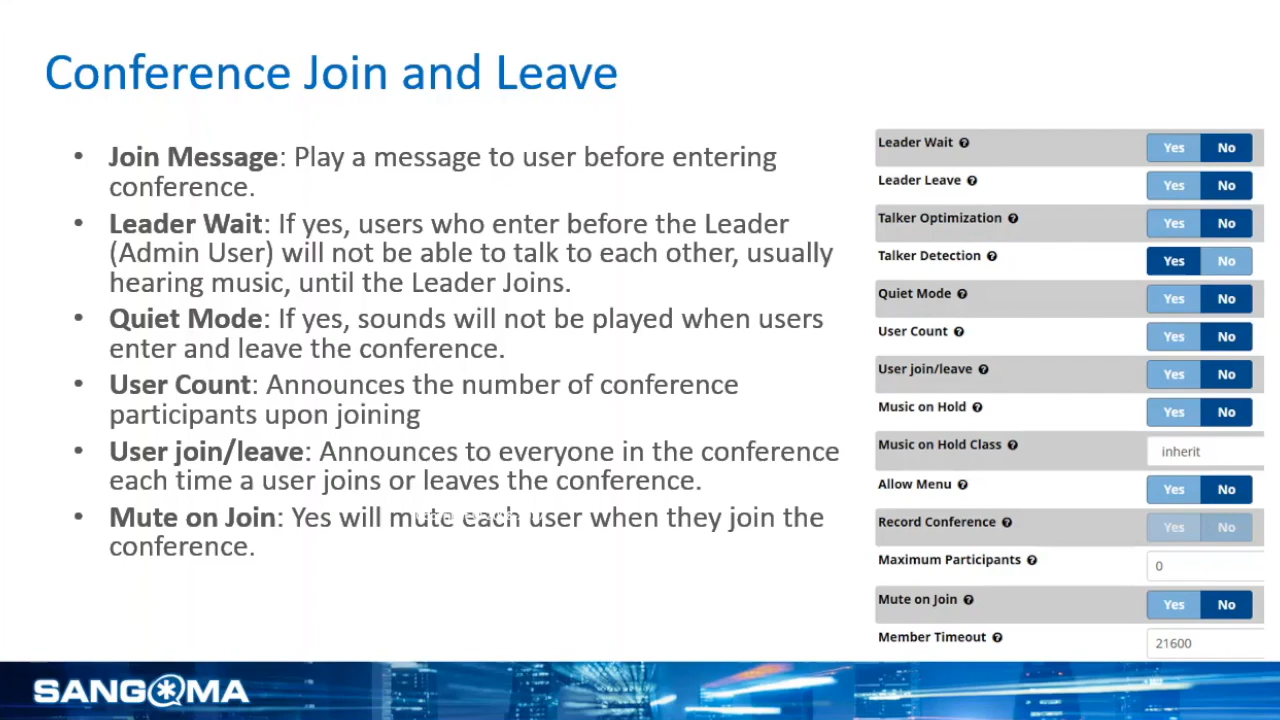 Conference Join and Leave
• Join Message: Play a message to user before entering
conference.
• Leader Wait: If yes, users who enter before the Leader
(Admin User) will not be able to talk to each other, usually
hearing music, until the Leader Joins.
• Quiet Mode: If yes, sounds will not be played when users
enter and leave the conference.
• User Count: Announces the number of conference
participants upon joining
• User join/leave: Announces to everyone in the conference
each time a user joins or leaves the conference.
• Mute on Join: Yes will mute each user when they join the
conference.
Leader Wait Yes No
Leader Leave Yes No
Talker Optimization Yes No
Talker Detection Yes No
Quiet Mode Yes No
User Count Yes No
User join/leave Yes No
Music on Hold Yes No
Music on Hold Class inherit
Allow Menu Yes No
Record Conference Yes No
Maximum Participants 0
Mute on Join Yes No
Member Timeout 21600
SANGOMA